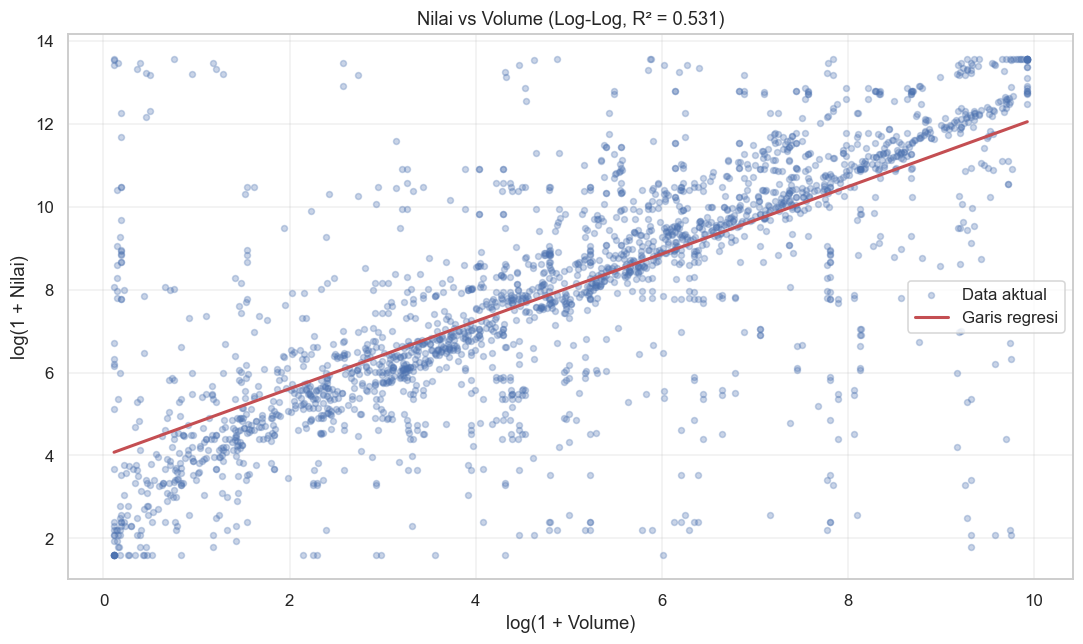 Nilai vs Volume (Log-Log, R² = 0.531)
14
12
10
8
6
4
2
log(1 + Nilai)
Data aktual
Garis regresi
0
2
4
6
8
10
log(1 + Volume)